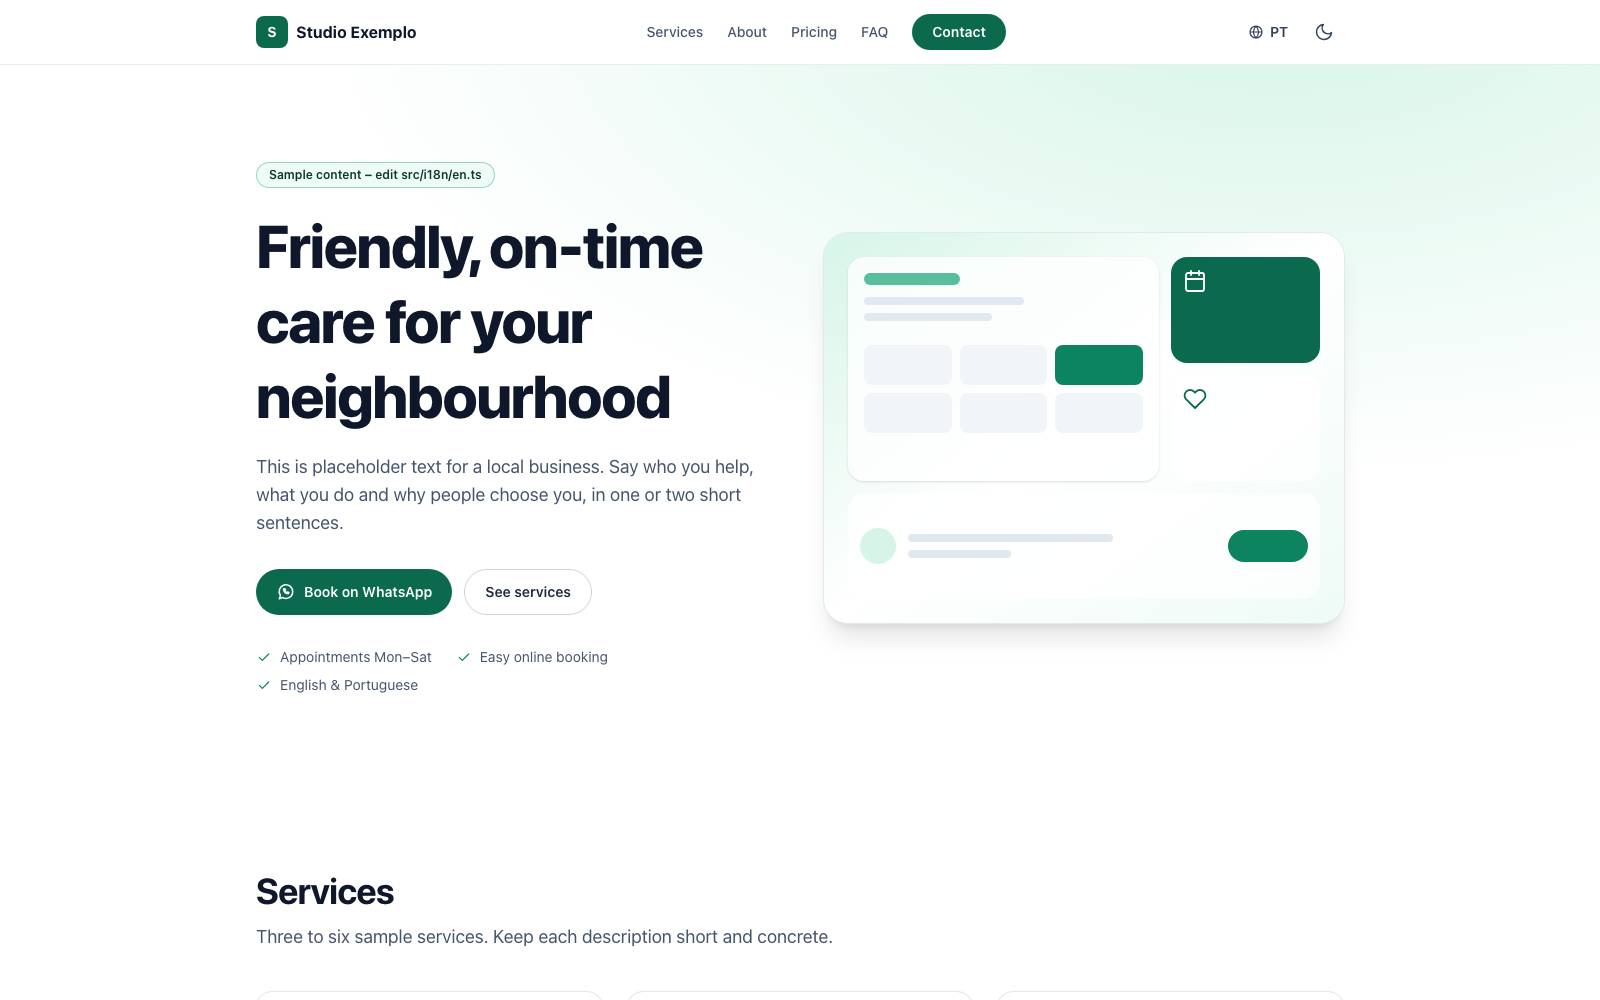 S
Studio Exemplo
Services
About
Pricing
FAQ
Contact
PT
Sample content – edit src/i18n/en.ts
Friendly, on-time
care for your
neighbourhood
This is placeholder text for a local business. Say who you help,
what you do and why people choose you, in one or two short
sentences.
Book on WhatsApp
See services
Appointments Mon–Sat
Easy online booking
English & Portuguese
Services
Three to six sample services. Keep each description short and concrete.